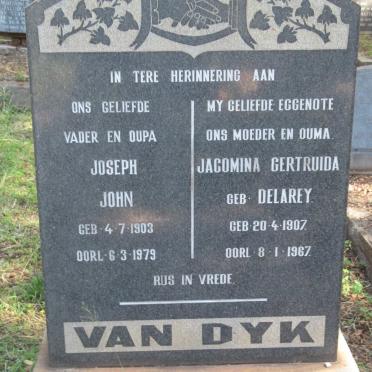 IN TERE HERINNERING AAN
ONS GELIEFDE
VADER EN OUPA
JOSEPH
JOHN
GEB 4·7·1903
OORL 6·3·1979
MY GELIEFDE EGGENOTE
ONS MOEDER EN OUMA
JACOMINA GERTRUIDA
GEB DELAREY
GEB 20·4·1907
OORL 8·1·1967
RUS IN VREDE
VAN DYK